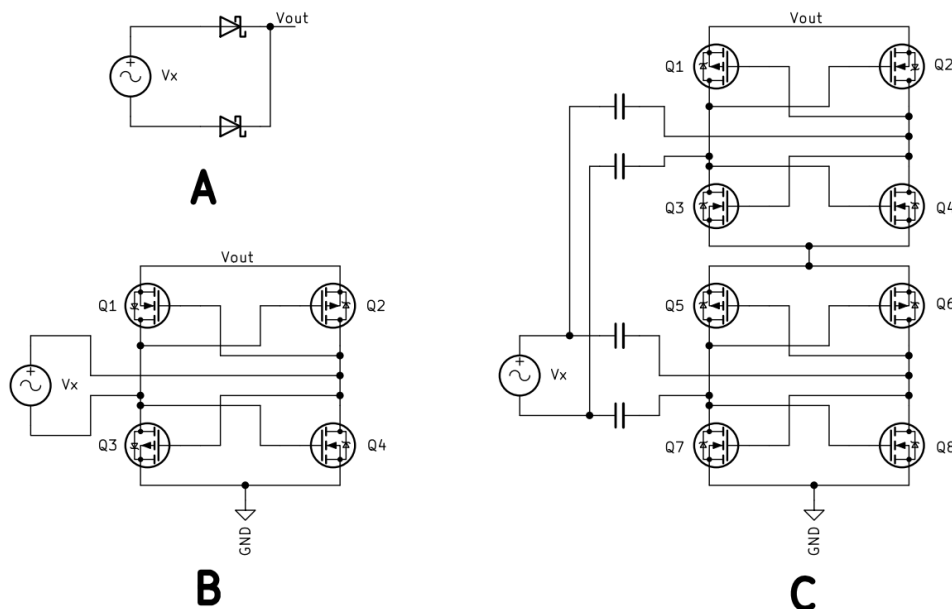 Vout
+
Vx
A
Vout
Q1
Q2
+
Vx
Q3
Q4
GND
B
Vout
Q1
Q2
Q3
Q4
Q5
Q6
+
Vx
Q7
Q8
GND
C